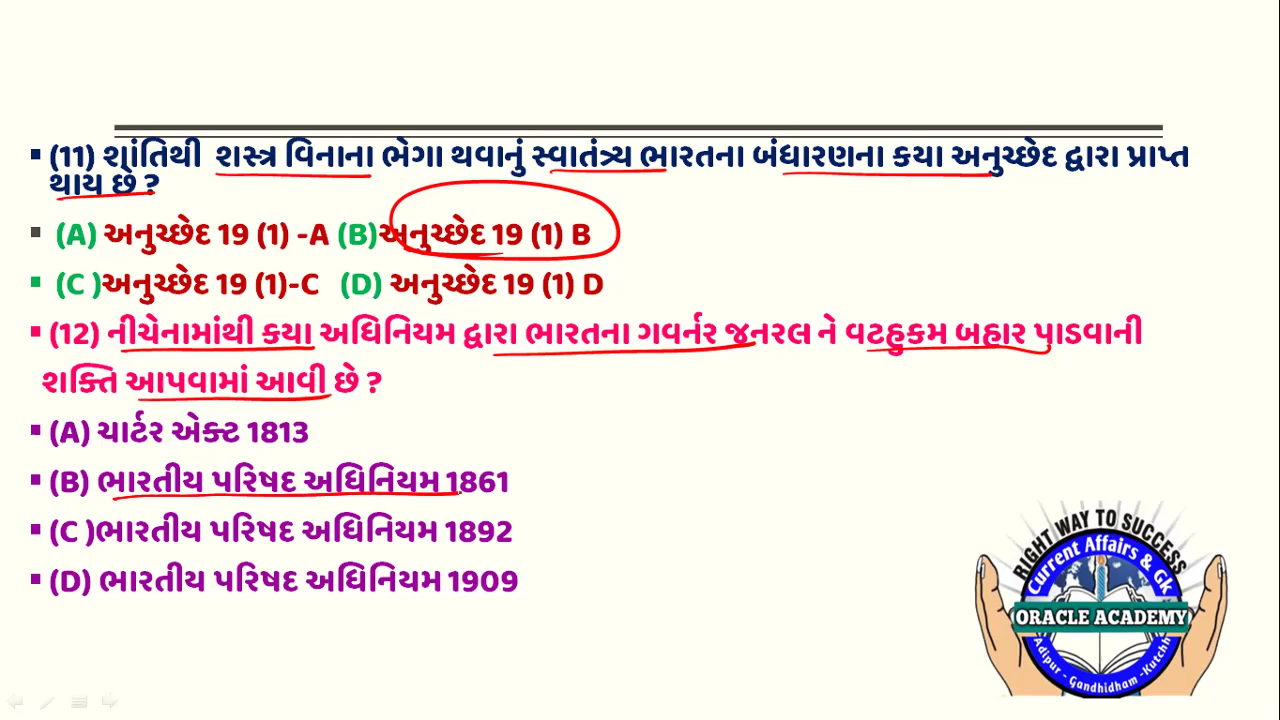 (11) શાંતિથી શસ્ત્ર વિનાના ભેગા થવાનું સ્વાતંત્ર્ય ભારતના બંધારણના કયા અનુચ્છેદ દ્વારા પ્રાપ્ત
થાય છે ?
(A) અનુચ્છેદ 19 (1) -A (B)અનુચ્છેદ 19 (1) B
(C )અનુચ્છેદ 19 (1)-C (D) અનુચ્છેદ 19 (1) D
(12) નીચેનામાંથી કયા અધિનિયમ દ્વારા ભારતના ગવર્નર જનરલ ને વટહુકમ બહાર પાડવાની
શક્તિ આપવામાં આવી છે ?
(A) ચાર્ટર એક્ટ 1813
(B) ભારતીય પરિષદ અધિનિયમ 1861
(C )ભારતીય પરિષદ અધિનિયમ 1892
(D) ભારતીય પરિષદ અધિનિયમ 1909
RIGHT WAY TO SUCCESS
Current Affairs & Gk
ORACLE ACADEMY
Adipur - Gandhidham - Kutchh